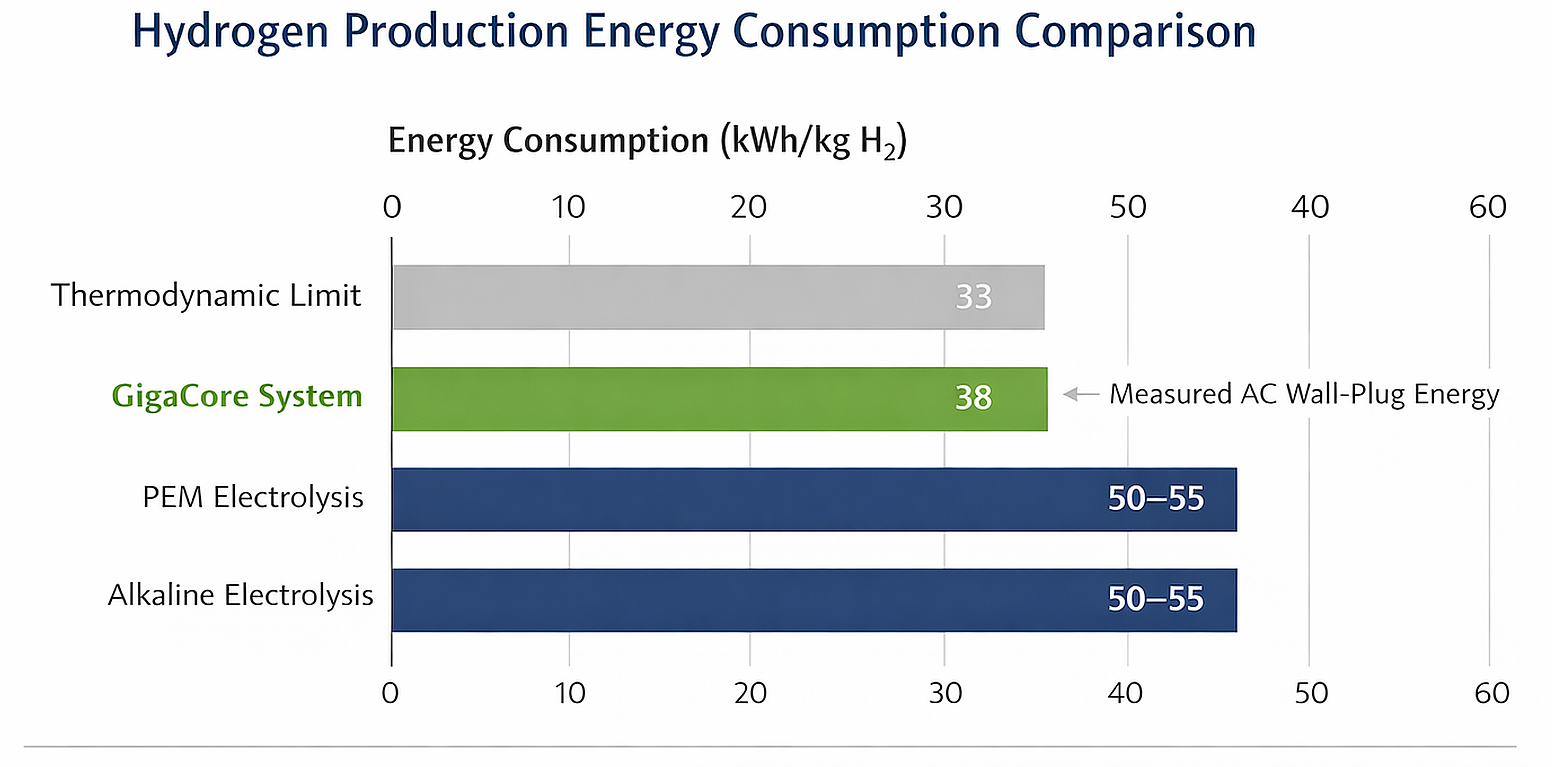 Hydrogen Production Energy Consumption Comparison
Energy Consumption (kWh/kg H₂)
0 10 20 30 50 40 60
Thermodynamic Limit 33
GigaCore System 38 Measured AC Wall-Plug Energy
PEM Electrolysis 50–55
Alkaline Electrolysis 50–55
0 10 20 30 40 50 60